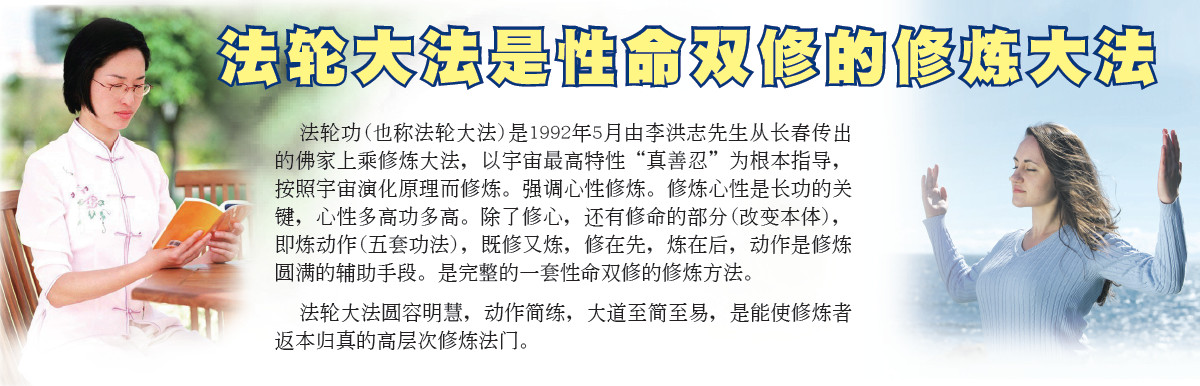 法轮大法是性命双修的修炼大法
法轮功(也称法轮大法)是1992年5月由李洪志先生从长春传出
的佛家上乘修炼大法，以宇宙最高特性“真善忍”为根本指导，
按照宇宙演化原理而修炼。强调心性修炼。修炼心性是长功的关
键，心性多高功多高。除了修心，还有修命的部分(改变本体)，
即炼动作(五套功法)，既修又炼，修在先，炼在后，动作是修炼
圆满的辅助手段。是完整的一套性命双修的修炼方法。
法轮大法圆容明慧，动作简练，大道至简至易，是能使修炼者
返本归真的高层次修炼法门。